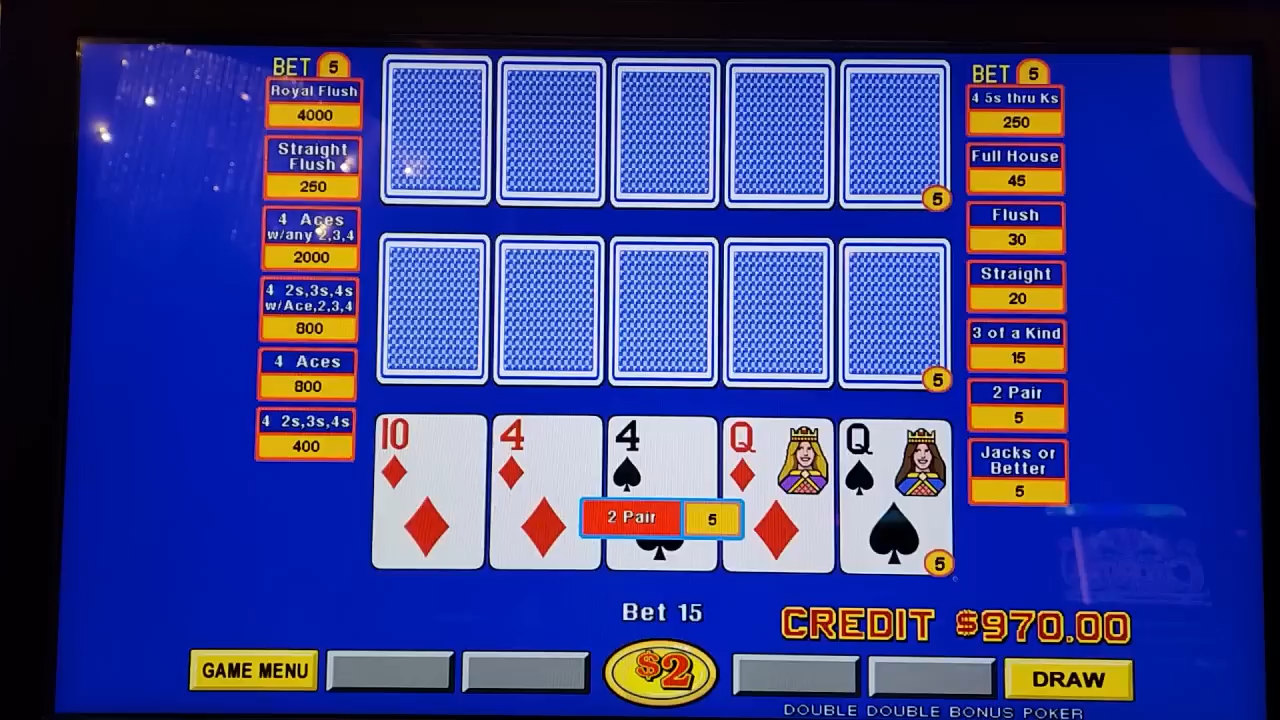 BET 5
Royal Flush
4000
Straight
Flush
250
4 Aces
w/any 2,3,4
2000
4 2s,3s,4s
w/Ace,2,3,4
800
4 Aces
800
4 2s,3s,4s
400
5
5
BET 5
4 5s thru Ks
250
Full House
45
Flush
30
Straight
20
3 of a Kind
15
2 Pair
5
Jacks or
Better
5
10 4 4 Q Q
2 Pair 5
5
Bet 15
CREDIT $970.00
GAME MENU
$2
DRAW
DOUBLE DOUBLE BONUS POKER